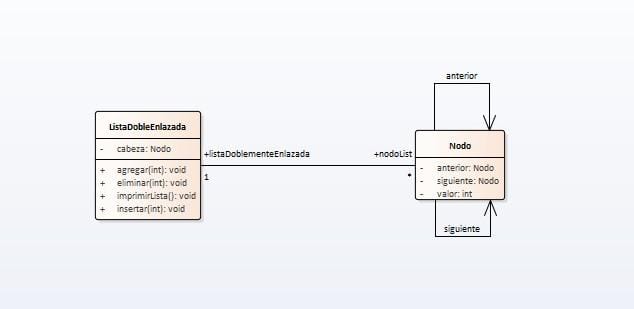 anterior
ListaDobleEnlazada
- cabeza: Nodo
+ agregar(int): void
+ eliminar(int): void
+ imprimirLista(): void
+ insertar(int): void
+listaDoblementeEnlazada
1
+nodoList
*
Nodo
- anterior: Nodo
- siguiente: Nodo
- valor: int
siguiente